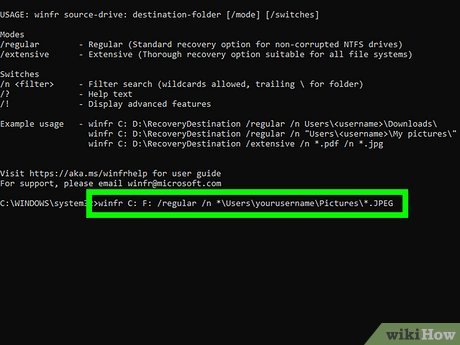 USAGE: winfr source-drive: destination-folder [/mode] [/switches]
Modes
/regular - Regular (Standard recovery option for non-corrupted NTFS drives)
/extensive - Extensive (Thorough recovery option suitable for all file systems)
Switches
/n <filter> - Filter search (wildcards allowed, trailing \ for folder)
/? - Help text
/! - Display advanced features
Example usage - winfr C: D:\RecoveryDestination /regular /n Users\<username>\Downloads\
winfr C: D:\RecoveryDestination /regular /n "Users\<username>\My pictures\"
winfr C: D:\RecoveryDestination /extensive /n *.pdf /n *.jpg
Visit https://aka.ms/winfrhelp for user guide
For support, please email winfr@microsoft.com
C:\WINDOWS\system3 >winfr C: F: /regular /n *\Users\yourusername\Pictures\*.JPEG
wikiHow